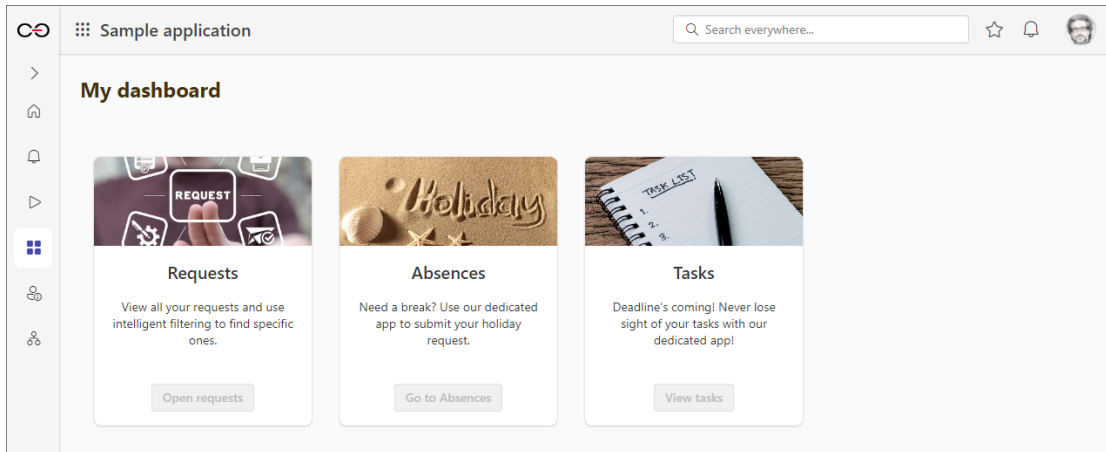 Sample application
Search everywhere...
My dashboard
REQUEST
Holiday
TASK LIST
1.
2.
3.
Requests
Absences
Tasks
View all your requests and use
intelligent filtering to find specific
ones.
Need a break? Use our dedicated
app to submit your holiday
request.
Deadline's coming! Never lose
sight of your tasks with our
dedicated app!
Open requests
Go to Absences
View tasks